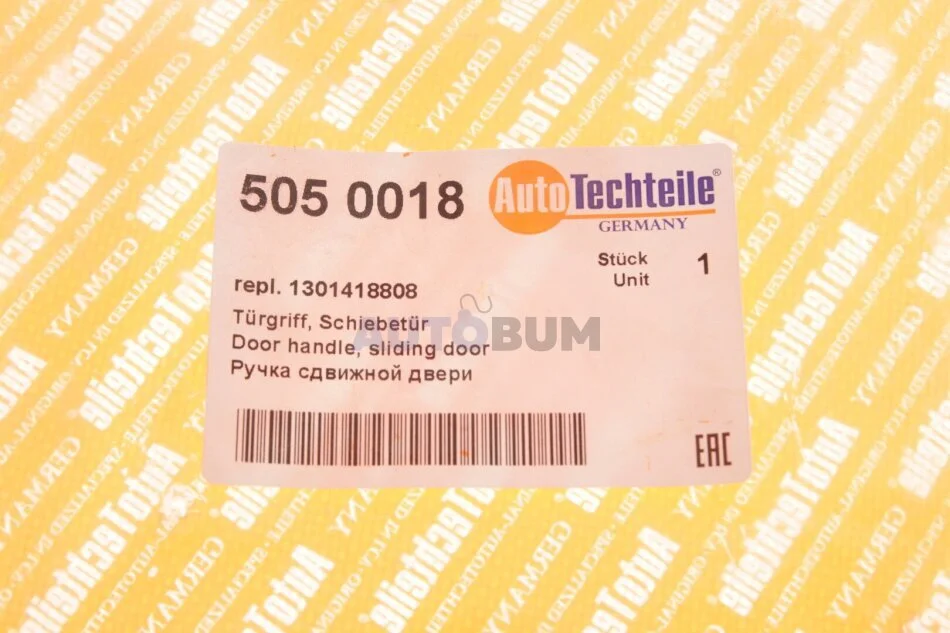 505 0018
AutoTechteile®
GERMANY
Stück 1
Unit
repl. 1301418808
Türgriff, Schiebetür
Door handle, sliding door
Ручка сдвижной двери
AUTOBUM
EAC